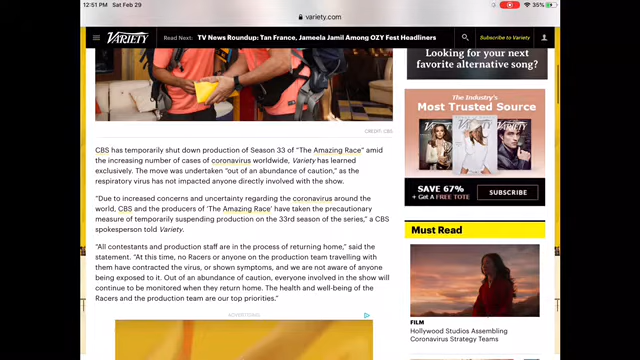 12:51 PM Sat Feb 29
35%
variety.com
VARIETY
Read Next: TV News Roundup: Tan France, Jameela Jamil Among OZY Fest Headliners
Subscribe to Variety
CREDIT: CBS
CBS has temporarily shut down production of Season 33 of "The Amazing Race" amid
the increasing number of cases of coronavirus worldwide, Variety has learned
exclusively. The move was undertaken "out of an abundance of caution," as
the respiratory virus has not impacted anyone directly involved with the show.
"Due to increased concerns and uncertainty regarding the coronavirus around the
world, CBS and the producers of 'The Amazing Race' have taken the precautionary
measure of temporarily suspending production on the 33rd season of the series," a CBS
spokesperson told Variety.
"All contestants and production staff are in the process of returning home," said the
statement. "At this time, no Racers or anyone on the production team travelling with
them have contracted the virus, or shown symptoms, and we are not aware of anyone
being exposed to it. Out of an abundance of caution, everyone involved in the show will
continue to be monitored when they return home. The health and well-being of the
Racers and the production team are our top priorities."
ADVERTISING
Looking for your next
favorite alternative song?
The Industry's
Most Trusted Source
VARIETY
SAVE 67%
+ Get A FREE TOTE
SUBSCRIBE
Must Read
FILM
Hollywood Studios Assembling
Coronavirus Strategy Teams